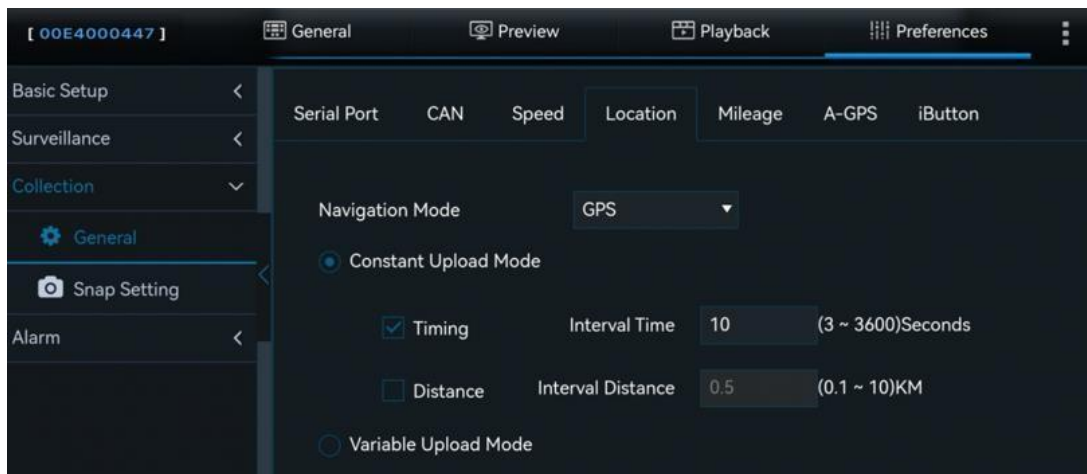 [ 00E4000447 ]
General
Preview
Playback
Preferences
Basic Setup
Surveillance
Collection
General
Snap Setting
Alarm
Serial Port CAN Speed Location Mileage A-GPS iButton
Navigation Mode GPS
Constant Upload Mode
Timing Interval Time 10 (3 ~ 3600)Seconds
Distance Interval Distance 0.5 (0.1 ~ 10)KM
Variable Upload Mode